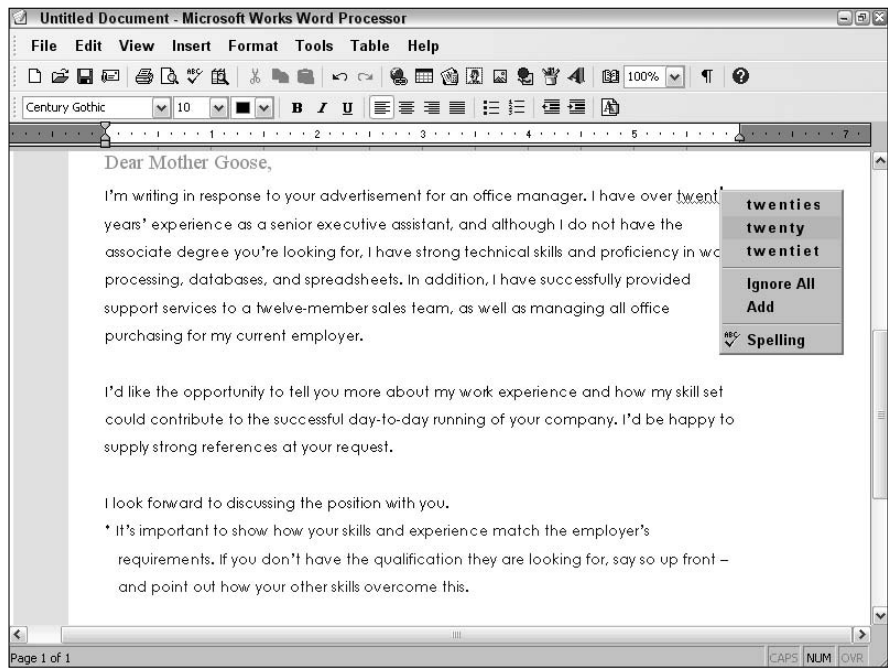 Untitled Document - Microsoft Works Word Processor
File Edit View Insert Format Tools Table Help
100%
Century Gothic 10 B I U
1 2 3 4 5 7
Dear Mother Goose,
I'm writing in response to your advertisement for an office manager. I have over twent
years' experience as a senior executive assistant, and although I do not have the
associate degree you're looking for, I have strong technical skills and proficiency in wo
processing, databases, and spreadsheets. In addition, I have successfully provided
support services to a twelve-member sales team, as well as managing all office
purchasing for my current employer.
twenties
twenty
twentiet
Ignore All
Add
ABC Spelling
I'd like the opportunity to tell you more about my work experience and how my skill set
could contribute to the successful day-to-day running of your company. I'd be happy to
supply strong references at your request.
I look forward to discussing the position with you.
* It's important to show how your skills and experience match the employer's
requirements. If you don't have the qualification they are looking for, say so up front –
and point out how your other skills overcome this.
Page 1 of 1 CAPS NUM OVR